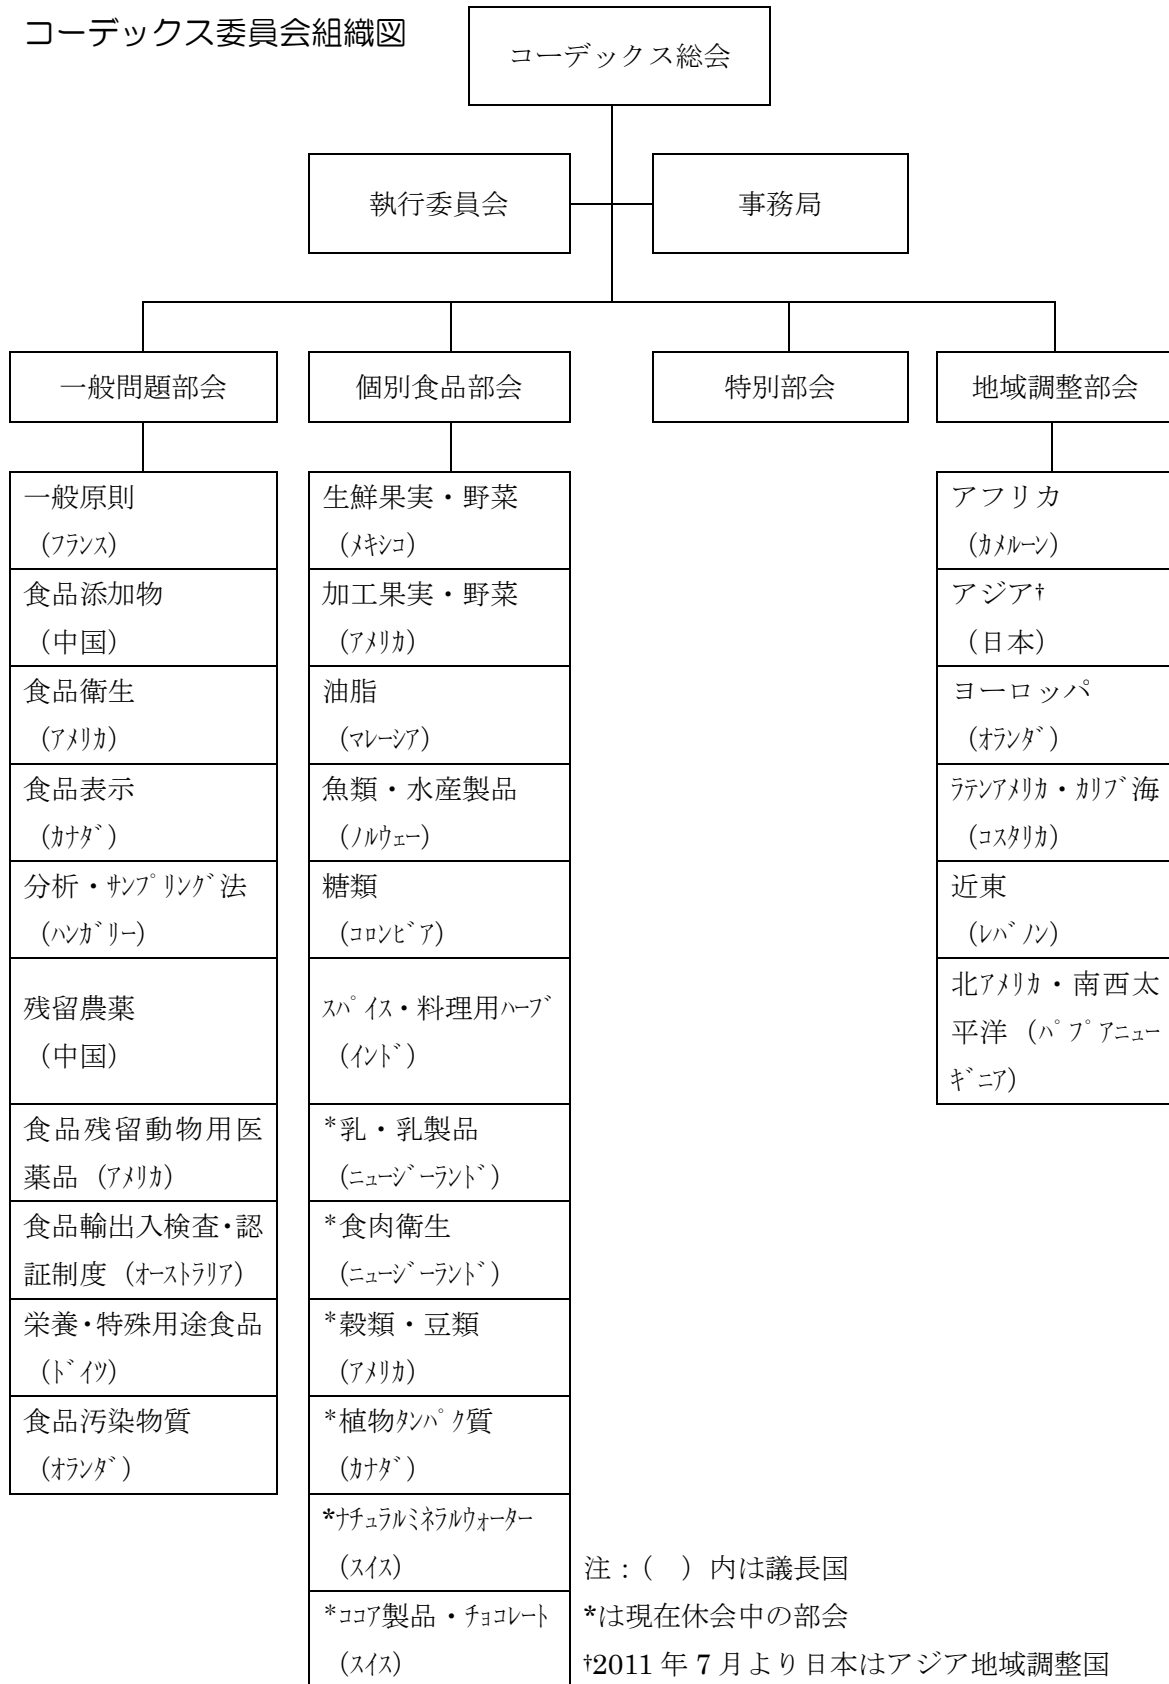 コーデックス委員会組織図
コーデックス総会
執行委員会
事務局
一般問題部会
個別食品部会
特別部会
地域調整部会
一般原則
（ﾌﾗﾝｽ）
食品添加物
（中国）
食品衛生
（ｱﾒﾘｶ）
食品表示
（ｶﾅﾀﾞ）
分析・ｻﾝﾌﾟﾘﾝｸﾞ法
（ﾊﾝｶﾞﾘｰ）
残留農薬
（中国）
食品残留動物用医
薬品（ｱﾒﾘｶ）
食品輸出入検査・認
証制度（ｵｰｽﾄﾗﾘｱ）
栄養・特殊用途食品
（ﾄﾞｲﾂ）
食品汚染物質
（ｵﾗﾝﾀﾞ）
生鮮果実・野菜
（ﾒｷｼｺ）
加工果実・野菜
（ｱﾒﾘｶ）
油脂
（ﾏﾚｰｼｱ）
魚類・水産製品
（ﾉﾙｳｪｰ）
糖類
（ｺﾛﾝﾋﾞｱ）
ｽﾊﾟｲｽ・料理用ﾊｰﾌﾞ
（ｲﾝﾄﾞ）
*乳・乳製品
（ﾆｭｰｼﾞｰﾗﾝﾄﾞ）
*食肉衛生
（ﾆｭｰｼﾞｰﾗﾝﾄﾞ）
*穀類・豆類
（ｱﾒﾘｶ）
*植物ﾀﾝﾊﾟｸ質
（ｶﾅﾀﾞ）
*ﾅﾁｭﾗﾙﾐﾈﾗﾙｳｫｰﾀｰ
（ｽｲｽ）
*ｺｺｱ製品・ﾁｮｺﾚｰﾄ
（ｽｲｽ）
アフリカ
（ｶﾒﾙｰﾝ）
アジア†
（日本）
ヨーロッパ
（ｵﾗﾝﾀﾞ）
ﾗﾃﾝｱﾒﾘｶ・ｶﾘﾌﾞ海
（ｺｽﾀﾘｶ）
近東
（ﾚﾊﾞﾉﾝ）
北ｱﾒﾘｶ・南西太
平洋（ﾊﾟﾌﾟｱﾆｭｰ
ｷﾞﾆｱ）
注：（　）内は議長国
*は現在休会中の部会
†2011 年 7 月より日本はアジア地域調整国